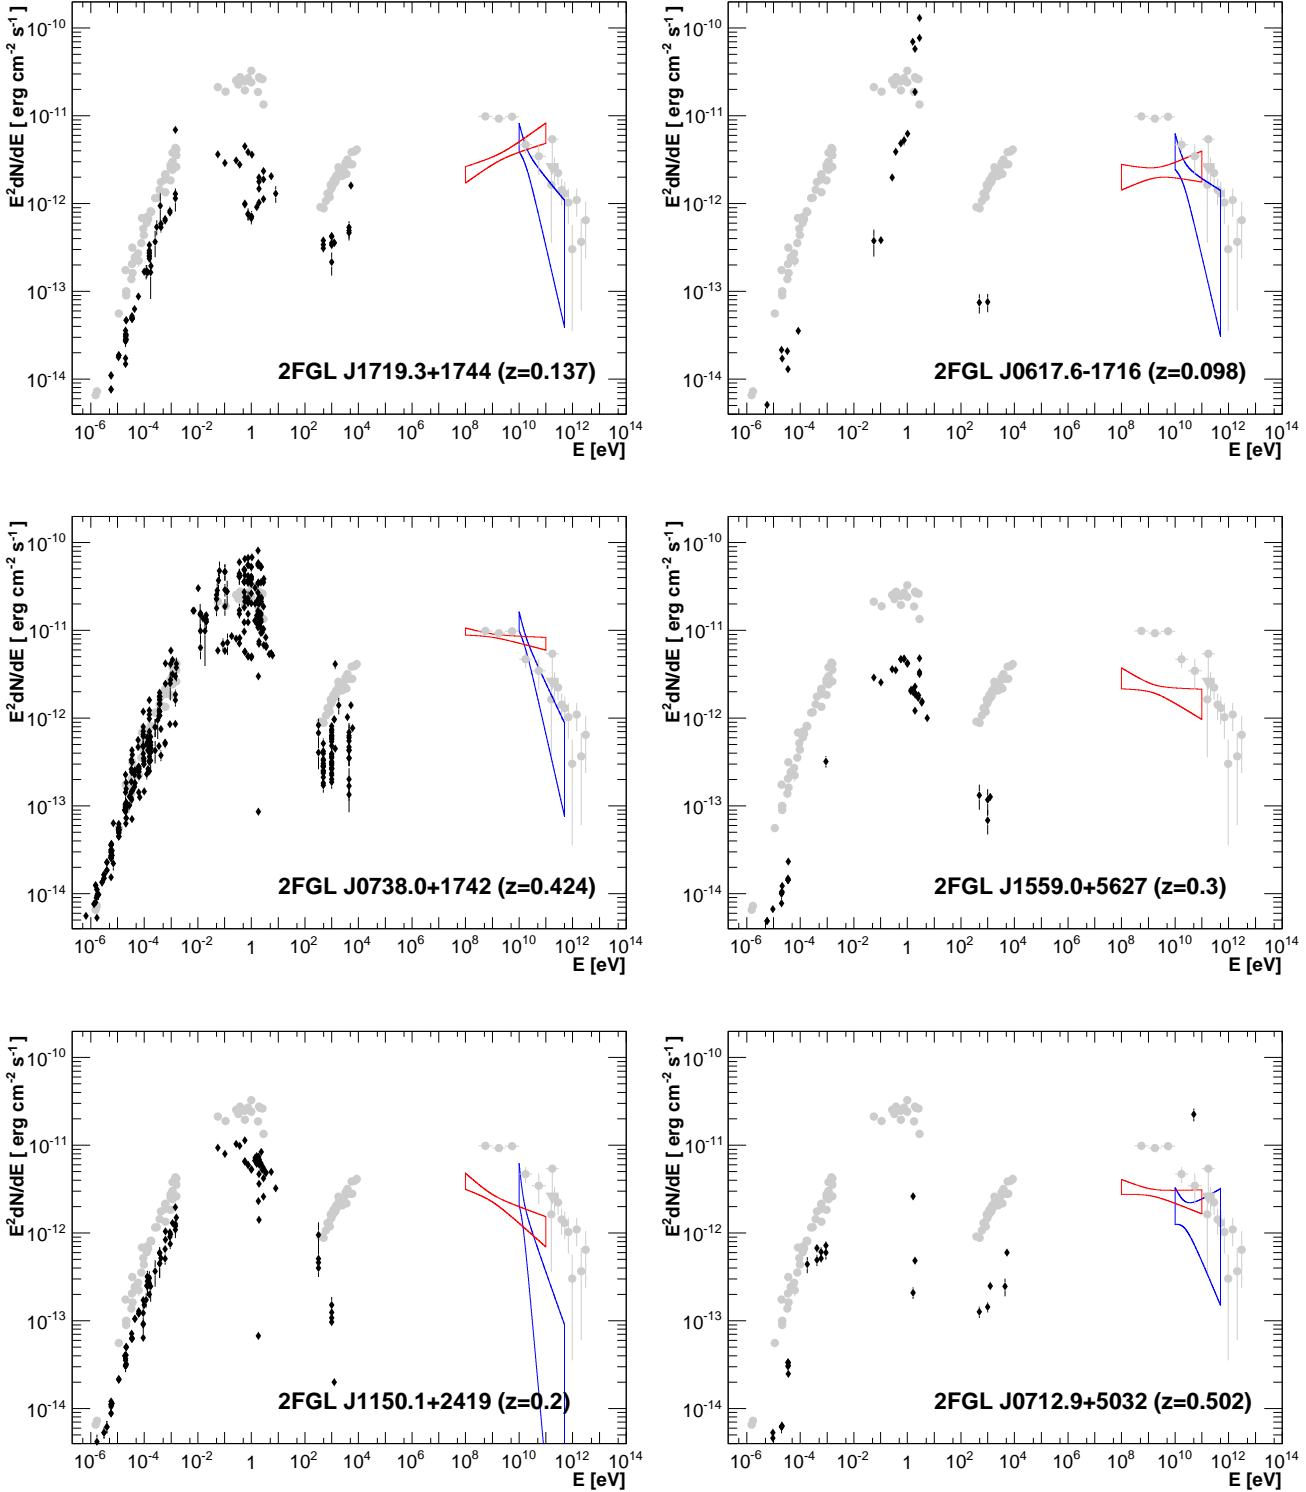 E²dN/dE [ erg cm⁻² s⁻¹ ]
10⁻¹⁰
10⁻¹¹
10⁻¹²
10⁻¹³
10⁻¹⁴
2FGL J1719.3+1744 (z=0.137)
10⁻⁶ 10⁻⁴ 10⁻² 1 10² 10⁴ 10⁶ 10⁸ 10¹⁰ 10¹² 10¹⁴
E [eV]
E²dN/dE [ erg cm⁻² s⁻¹ ]
10⁻¹⁰
10⁻¹¹
10⁻¹²
10⁻¹³
10⁻¹⁴
2FGL J0617.6-1716 (z=0.098)
10⁻⁶ 10⁻⁴ 10⁻² 1 10² 10⁴ 10⁶ 10⁸ 10¹⁰ 10¹² 10¹⁴
E [eV]
E²dN/dE [ erg cm⁻² s⁻¹ ]
10⁻¹⁰
10⁻¹¹
10⁻¹²
10⁻¹³
10⁻¹⁴
2FGL J0738.0+1742 (z=0.424)
10⁻⁶ 10⁻⁴ 10⁻² 1 10² 10⁴ 10⁶ 10⁸ 10¹⁰ 10¹² 10¹⁴
E [eV]
E²dN/dE [ erg cm⁻² s⁻¹ ]
10⁻¹⁰
10⁻¹¹
10⁻¹²
10⁻¹³
10⁻¹⁴
2FGL J1559.0+5627 (z=0.3)
10⁻⁶ 10⁻⁴ 10⁻² 1 10² 10⁴ 10⁶ 10⁸ 10¹⁰ 10¹² 10¹⁴
E [eV]
E²dN/dE [ erg cm⁻² s⁻¹ ]
10⁻¹⁰
10⁻¹¹
10⁻¹²
10⁻¹³
10⁻¹⁴
2FGL J1150.1+2419 (z=0.2)
10⁻⁶ 10⁻⁴ 10⁻² 1 10² 10⁴ 10⁶ 10⁸ 10¹⁰ 10¹² 10¹⁴
E [eV]
E²dN/dE [ erg cm⁻² s⁻¹ ]
10⁻¹⁰
10⁻¹¹
10⁻¹²
10⁻¹³
10⁻¹⁴
2FGL J0712.9+5032 (z=0.502)
10⁻⁶ 10⁻⁴ 10⁻² 1 10² 10⁴ 10⁶ 10⁸ 10¹⁰ 10¹² 10¹⁴
E [eV]